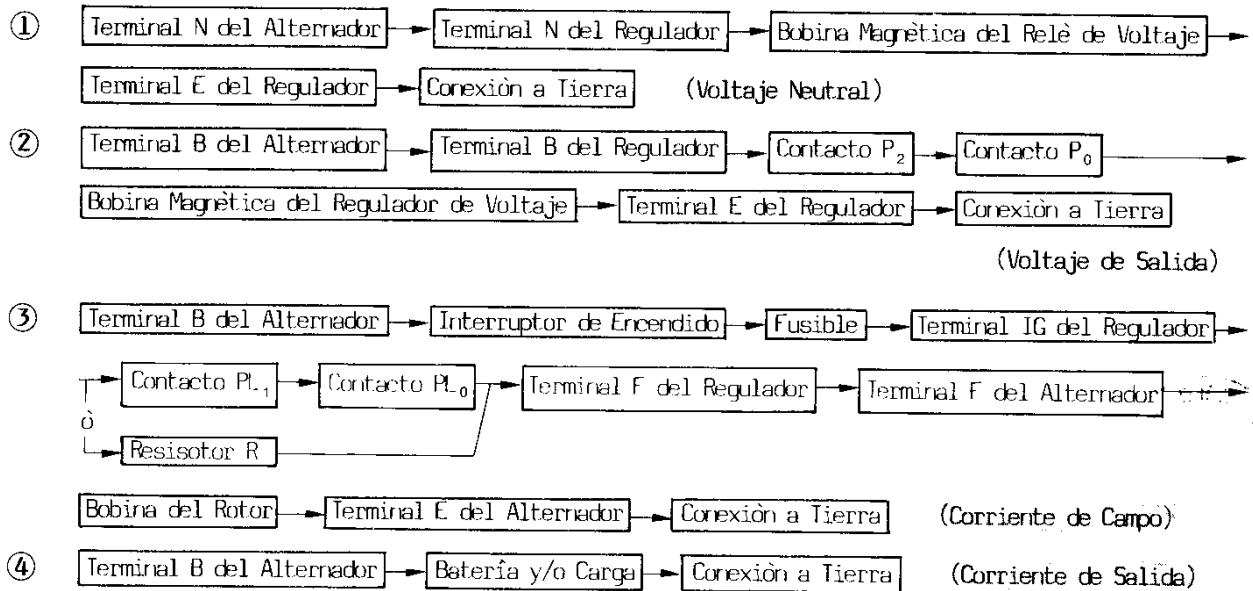 ① Terminal N del Alternador Terminal N del Regulador Bobina Magnètica del Relè de Voltaje
Terminal E del Regulador Conexiòn a Tierra (Voltaje Neutral)
② Terminal B del Alternador Terminal B del Regulador Contacto P₂ Contacto P₀
Bobina Magnètica del Regulador de Voltaje Terminal E del Regulador Conexiòn a Tierra
(Voltaje de Salida)
③ Terminal B del Alternador Interruptor de Encendido Fusible Terminal IG del Regulador
Contacto PL₁ Contacto PL₀ Terminal F del Regulador Terminal F del Alternador
ò
Resisotor R
Bobina del Rotor Terminal E del Alternador Conexiòn a Tierra (Corriente de Campo)
④ Terminal B del Alternador Batería y/o Carga Conexiòn a Tierra (Corriente de Salida)